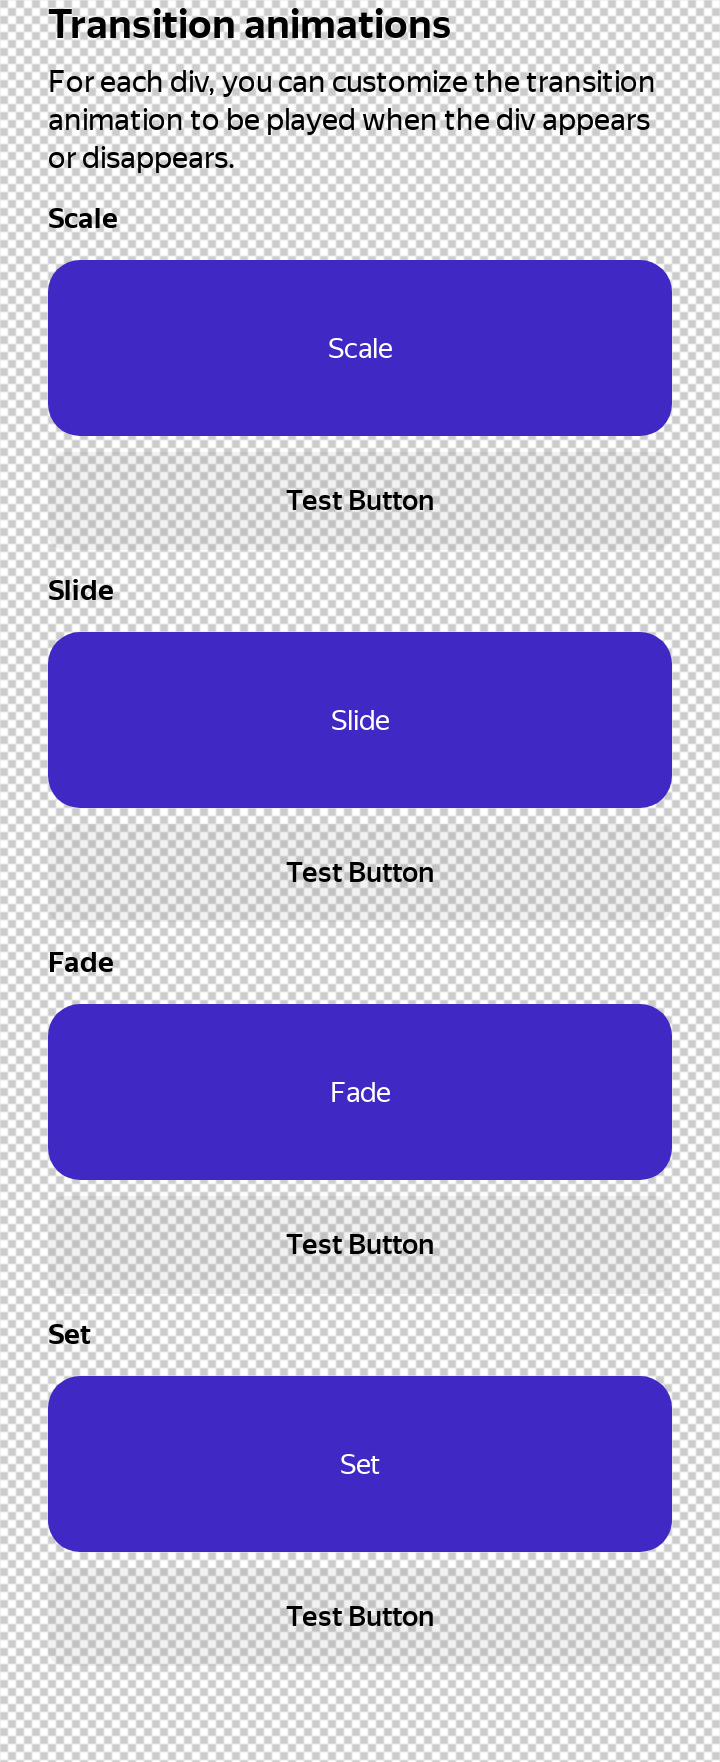 Transition animations
For each div, you can customize the transition
animation to be played when the div appears
or disappears.
Scale
Scale
Test Button
Slide
Slide
Test Button
Fade
Fade
Test Button
Set
Set
Test Button